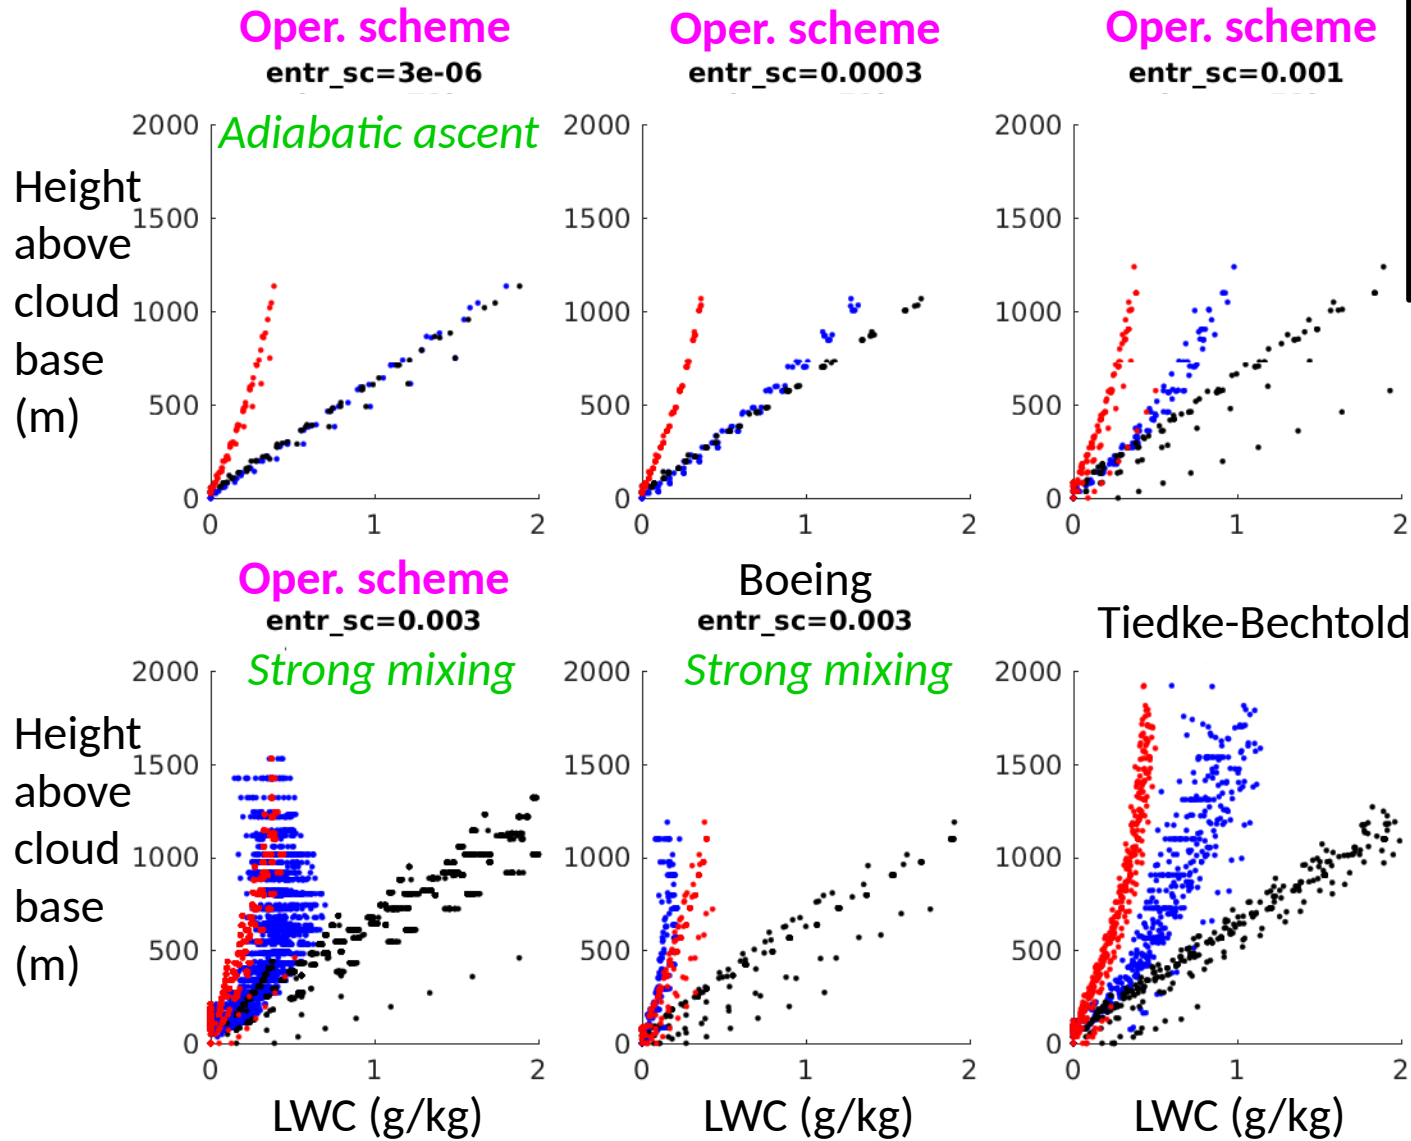 Oper. scheme
entr_sc=3e-06
Oper. scheme
entr_sc=0.0003
Oper. scheme
entr_sc=0.001
Height
above
cloud
base
(m)
Adiabatic ascent
2000
1500
1000
500
0
0 1 2
2000
1500
1000
500
0
0 1 2
2000
1500
1000
500
0
0 1 2
Oper. scheme
entr_sc=0.003
Strong mixing
Boeing
entr_sc=0.003
Strong mixing
Tiedke-Bechtold
Height
above
cloud
base
(m)
2000
1500
1000
500
0
0 1 2
LWC (g/kg)
2000
1500
1000
500
0
0 1 2
LWC (g/kg)
2000
1500
1000
500
0
0 1 2
LWC (g/kg)